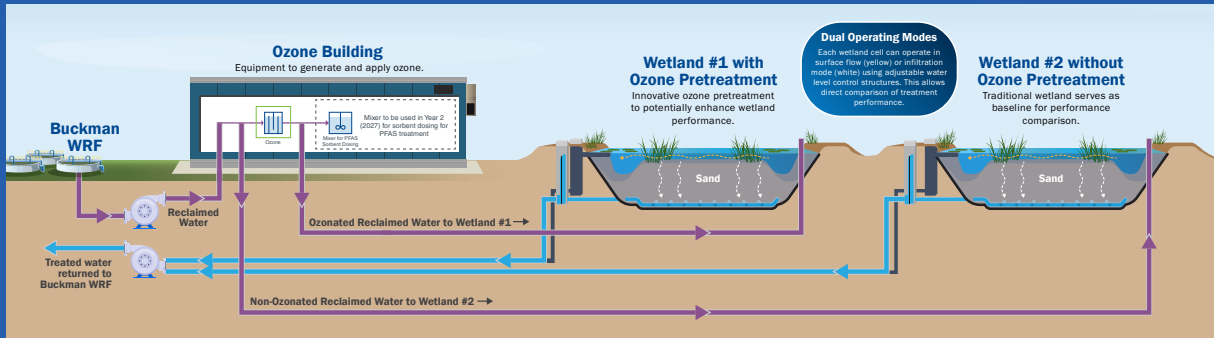 Ozone Building
Equipment to generate and apply ozone.
Buckman
WRF
Ozone
Mixer for PFAS
Sorbent Dosing
Mixer to be used in Year 2
(2027) for sorbent dosing for
PFAS treatment
Wetland #1 with
Ozone Pretreatment
Innovative ozone pretreatment
to potentially enhance wetland
performance.
Dual Operating Modes
Each wetland cell can operate in
surface flow (yellow) or infiltration
mode (white) using adjustable water
level control structures. This allows
direct comparison of treatment
performance.
Wetland #2 without
Ozone Pretreatment
Traditional wetland serves as
baseline for performance
comparison.
Sand
Sand
Reclaimed
Water
Ozonated Reclaimed Water to Wetland #1 →
Treated water
returned to
Buckman WRF
Non-Ozonated Reclaimed Water to Wetland #2 →